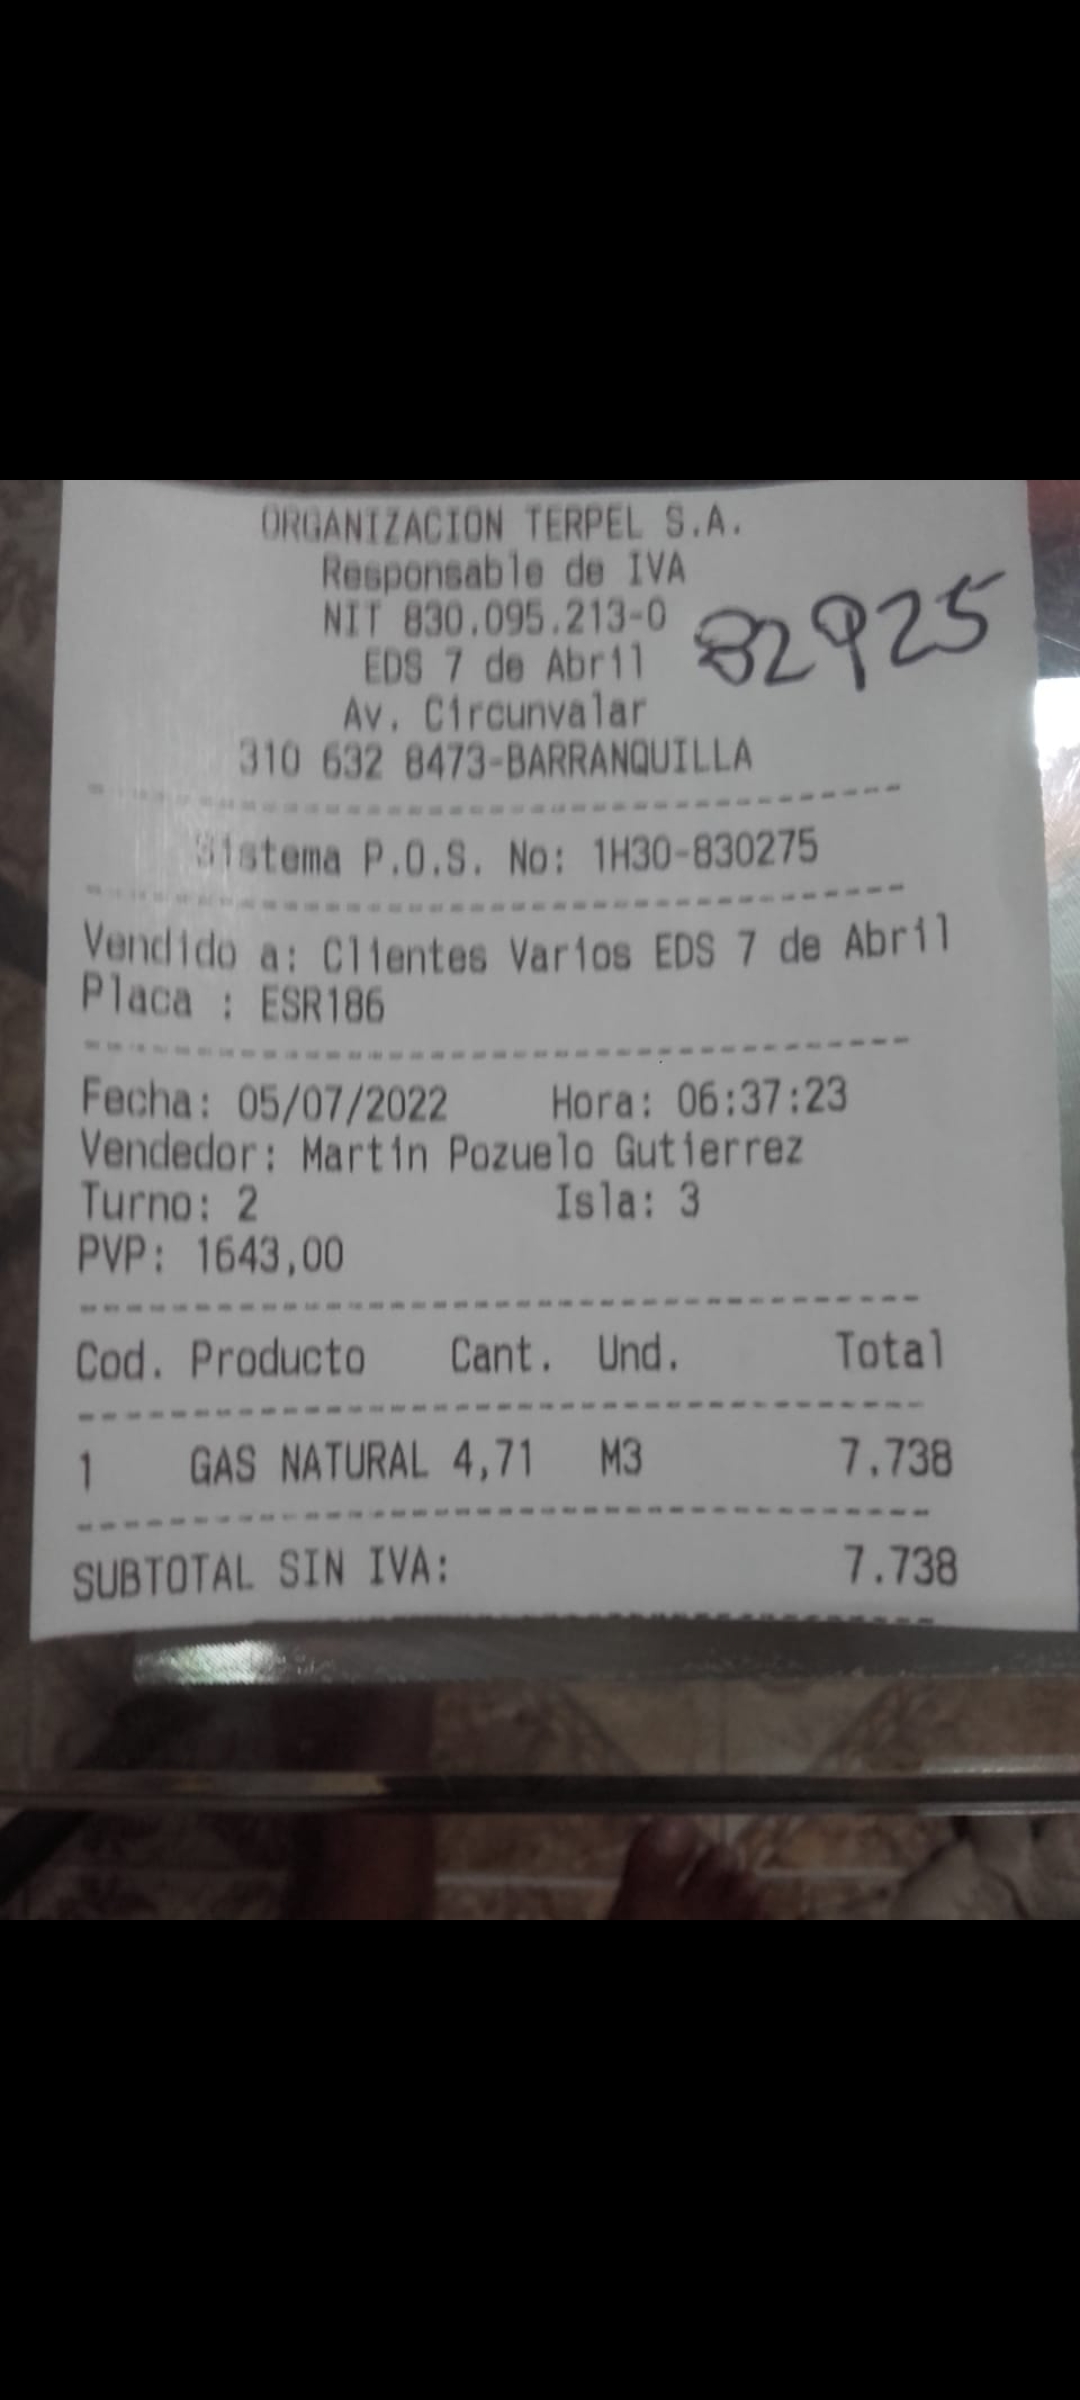 ORGANIZACION TERPEL S.A.
Responsable de IVA
NIT 830.095.213-0
82925
EDS 7 de Abril
Av. Circunvalar
310 632 8473-BARRANQUILLA
Sistema P.O.S. No: 1H30-830275
Vendido a: Clientes Varios EDS 7 de Abril
Placa : ESR186
Fecha: 05/07/2022 Hora: 06:37:23
Vendedor: Martin Pozuelo Gutierrez
Turno: 2 Isla: 3
PVP: 1643,00
Cod. Producto Cant. Und. Total
1 GAS NATURAL 4,71 M3 7.738
SUBTOTAL SIN IVA: 7.738